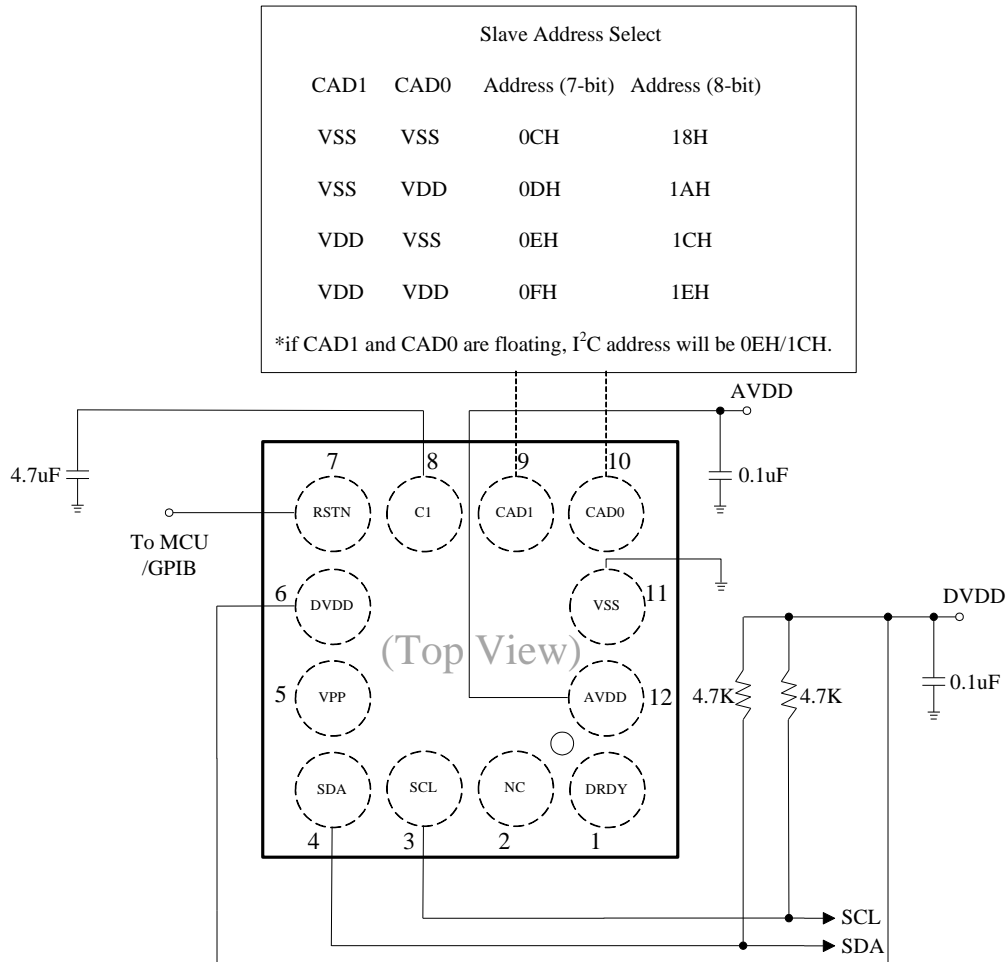 Slave Address Select
CAD1 CAD0 Address (7-bit) Address (8-bit)
VSS VSS 0CH 18H
VSS VDD 0DH 1AH
VDD VSS 0EH 1CH
VDD VDD 0FH 1EH
*if CAD1 and CAD0 are floating, I²C address will be 0EH/1CH.
AVDD
4.7uF
0.1uF
7 8 9 10
RSTN C1 CAD1 CAD0
To MCU
/GPIB
6 DVDD
VSS 11
DVDD
(Top View)
5 VPP
AVDD 12
4.7K 4.7K 0.1uF
SDA SCL NC DRDY
4 3 2 1
SCL
SDA